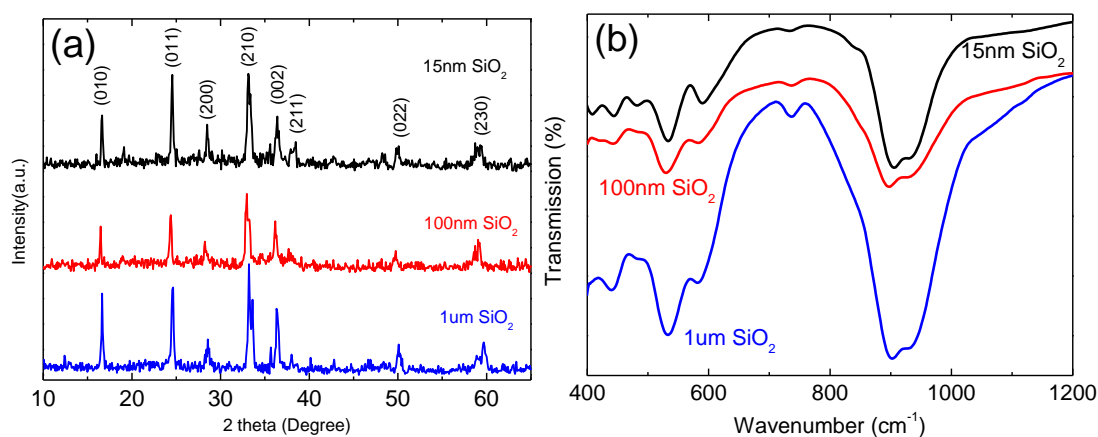 (a)
(010)
(011)
(200)
(210)
(002)
(211)
(022)
(230)
15nm SiO₂
100nm SiO₂
1um SiO₂
Intensity(a.u.)
10 20 30 40 50 60
2 theta (Degree)
(b)
15nm SiO₂
100nm SiO₂
1um SiO₂
Transmission (%)
400 600 800 1000 1200
Wavenumber (cm⁻¹)